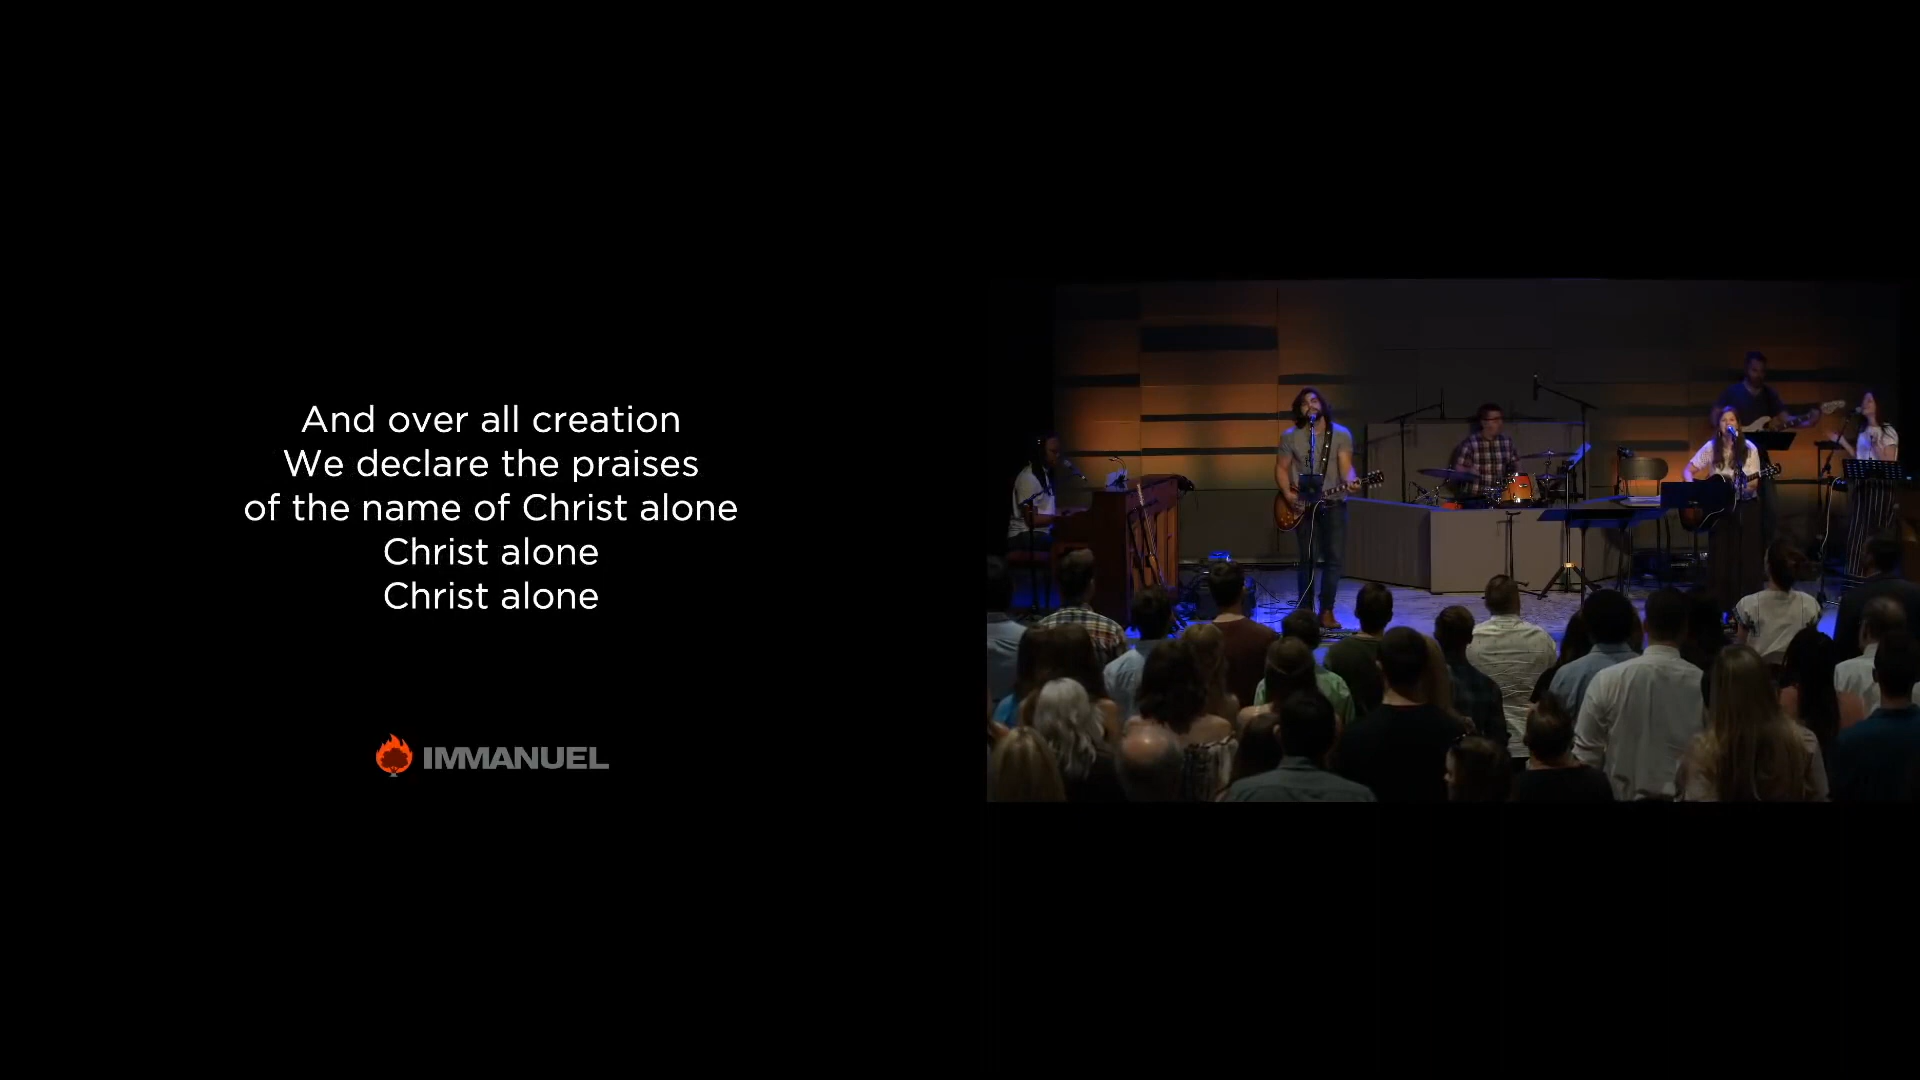 And over all creation
We declare the praises
of the name of Christ alone
Christ alone
Christ alone
IMMANUEL